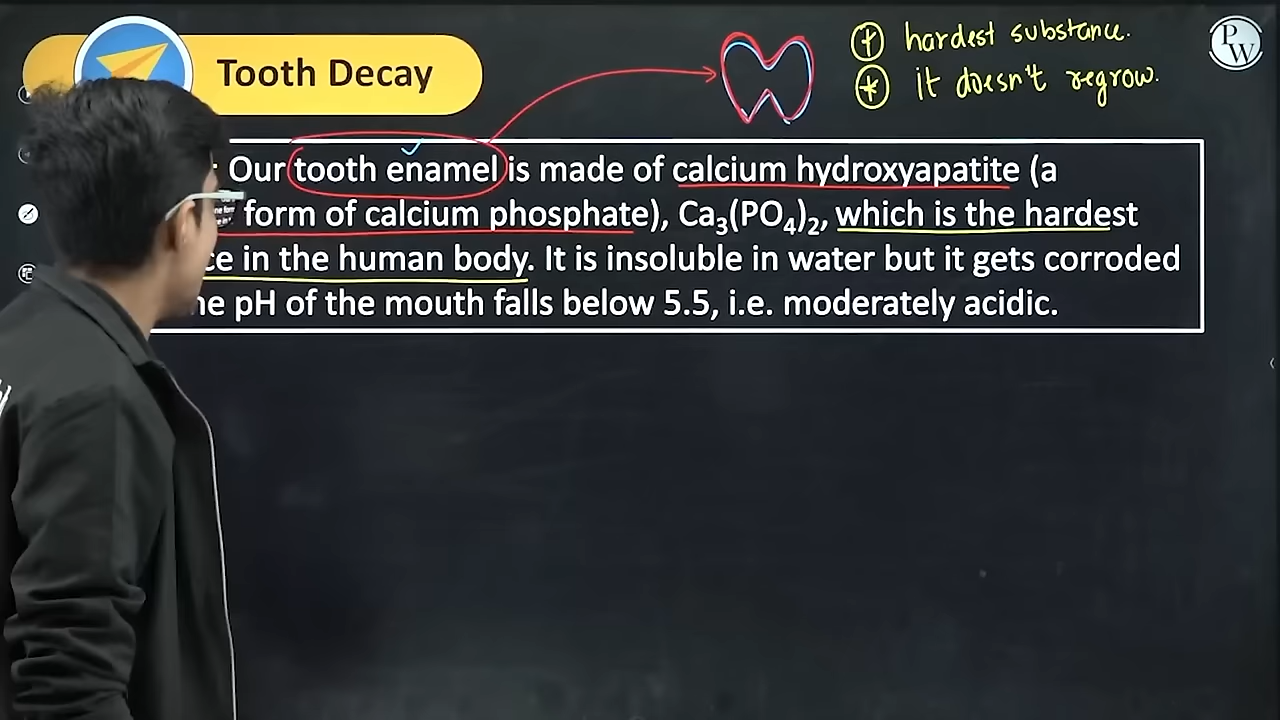 Tooth Decay
hardest substance.
it doesn't regrow.
PW
Our tooth enamel is made of calcium hydroxyapatite (a
form of calcium phosphate), Ca₃(PO₄)₂, which is the hardest
in the human body. It is insoluble in water but it gets corroded
pH of the mouth falls below 5.5, i.e. moderately acidic.